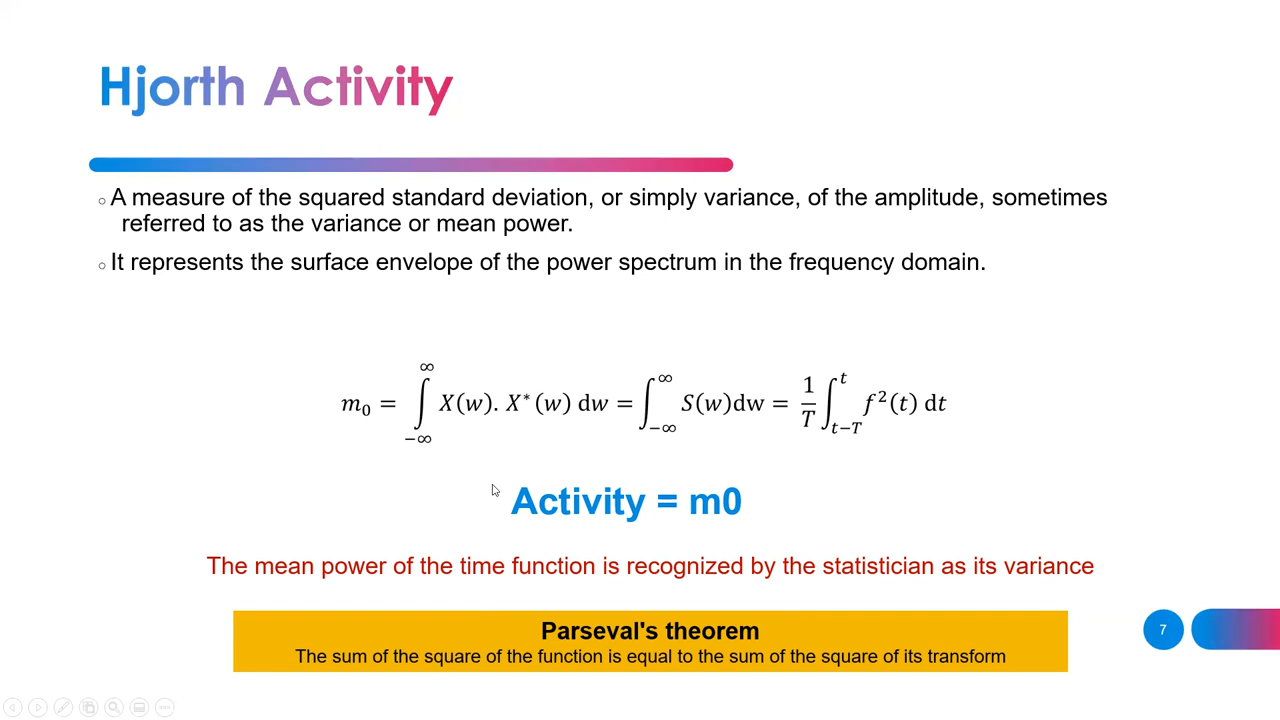 Hjorth Activity
○ A measure of the squared standard deviation, or simply variance, of the amplitude, sometimes
referred to as the variance or mean power.
○ It represents the surface envelope of the power spectrum in the frequency domain.
m₀ = ∫_{−∞}^{∞} X(w). X*(w) dw = ∫_{−∞}^{∞} S(w)dw = 1/T ∫_{t−T}^{t} f²(t) dt
Activity = m0
The mean power of the time function is recognized by the statistician as its variance
Parseval's theorem
The sum of the square of the function is equal to the sum of the square of its transform
7